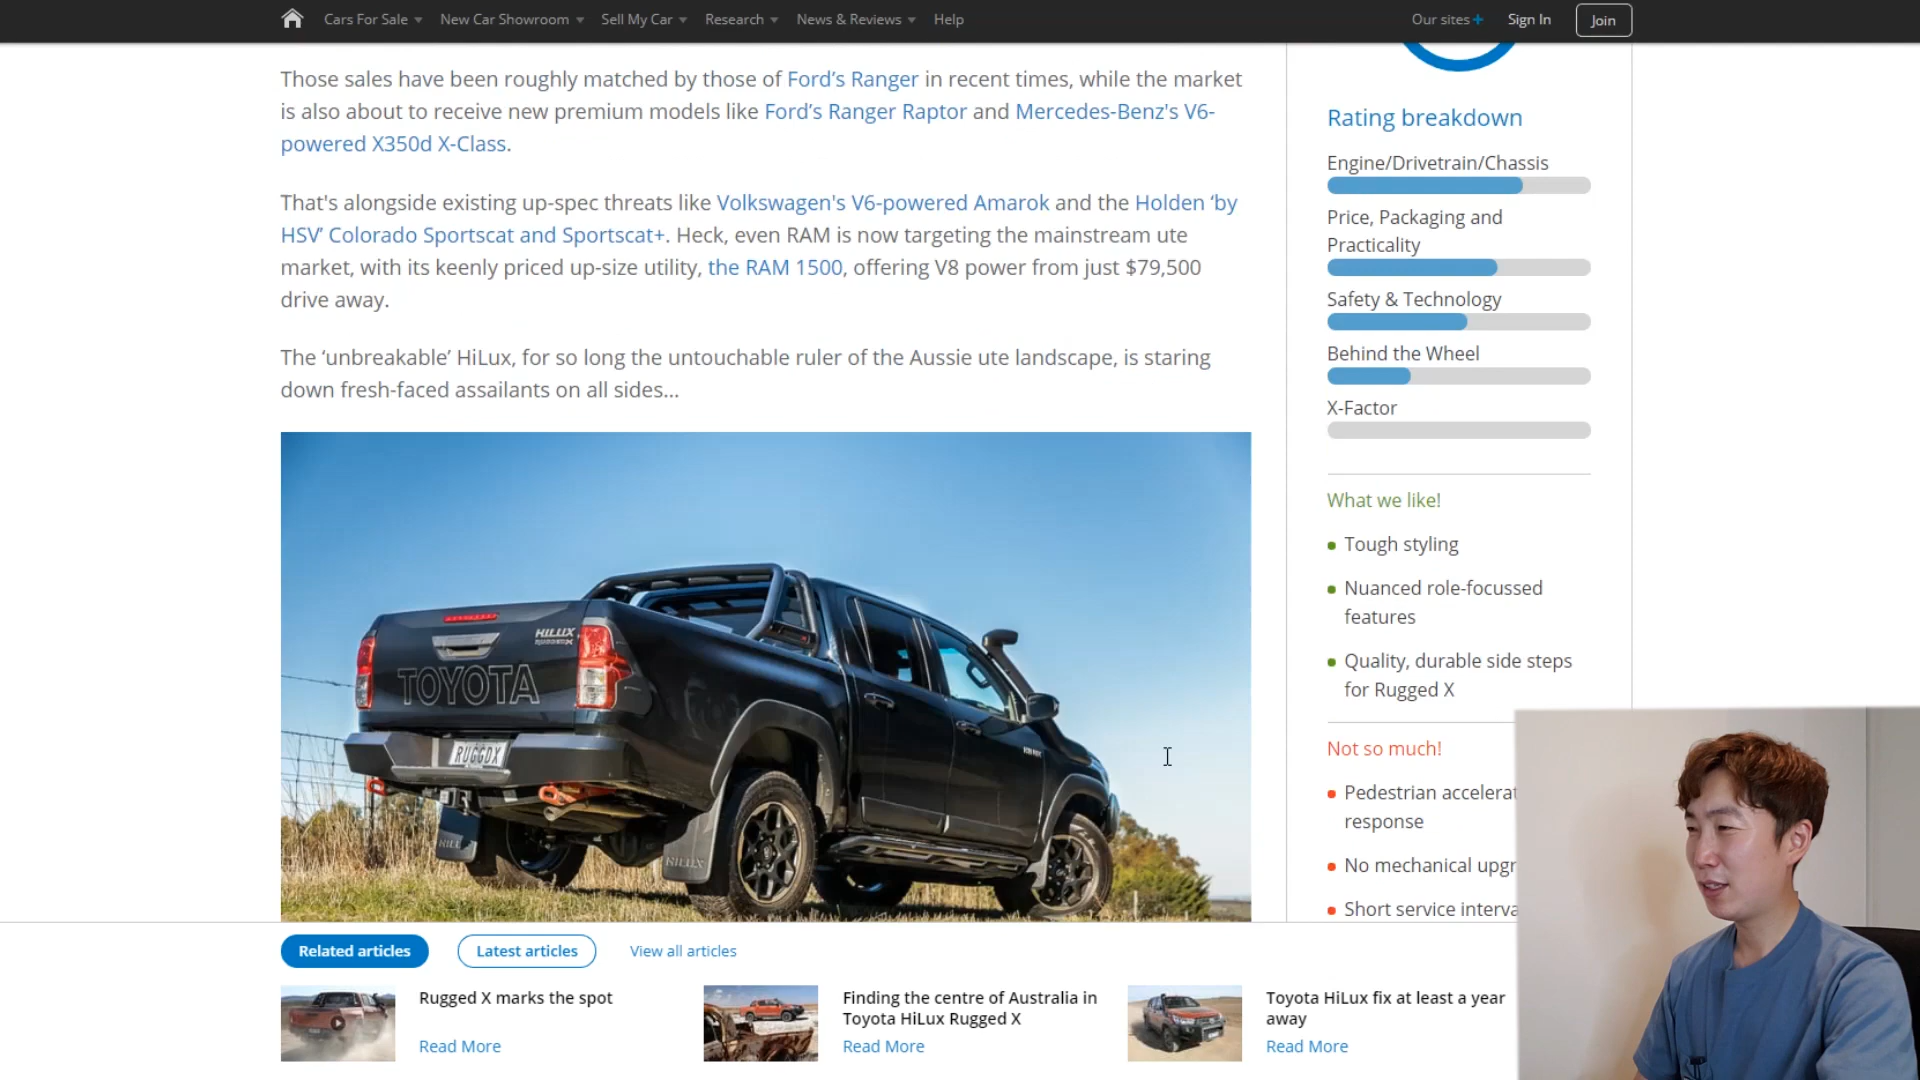 Cars For Sale
New Car Showroom
Sell My Car
Research
News & Reviews
Help
Our sites+
Sign In
Join
Those sales have been roughly matched by those of Ford’s Ranger in recent times, while the market
is also about to receive new premium models like Ford’s Ranger Raptor and Mercedes-Benz's V6-
powered X350d X-Class.
That's alongside existing up-spec threats like Volkswagen's V6-powered Amarok and the Holden ‘by
HSV’ Colorado Sportscat and Sportscat+. Heck, even RAM is now targeting the mainstream ute
market, with its keenly priced up-size utility, the RAM 1500, offering V8 power from just $79,500
drive away.
The ‘unbreakable’ HiLux, for so long the untouchable ruler of the Aussie ute landscape, is staring
down fresh-faced assailants on all sides...
HILUX
TOYOTA
RUGGDX
HILUX
Rating breakdown
Engine/Drivetrain/Chassis
Price, Packaging and
Practicality
Safety & Technology
Behind the Wheel
X-Factor
What we like!
Tough styling
Nuanced role-focussed
features
Quality, durable side steps
for Rugged X
Not so much!
Pedestrian accelerat
response
No mechanical upgr
Short service interva
Related articles
Latest articles
View all articles
Rugged X marks the spot
Read More
Finding the centre of Australia in
Toyota HiLux Rugged X
Read More
Toyota HiLux fix at least a year
away
Read More